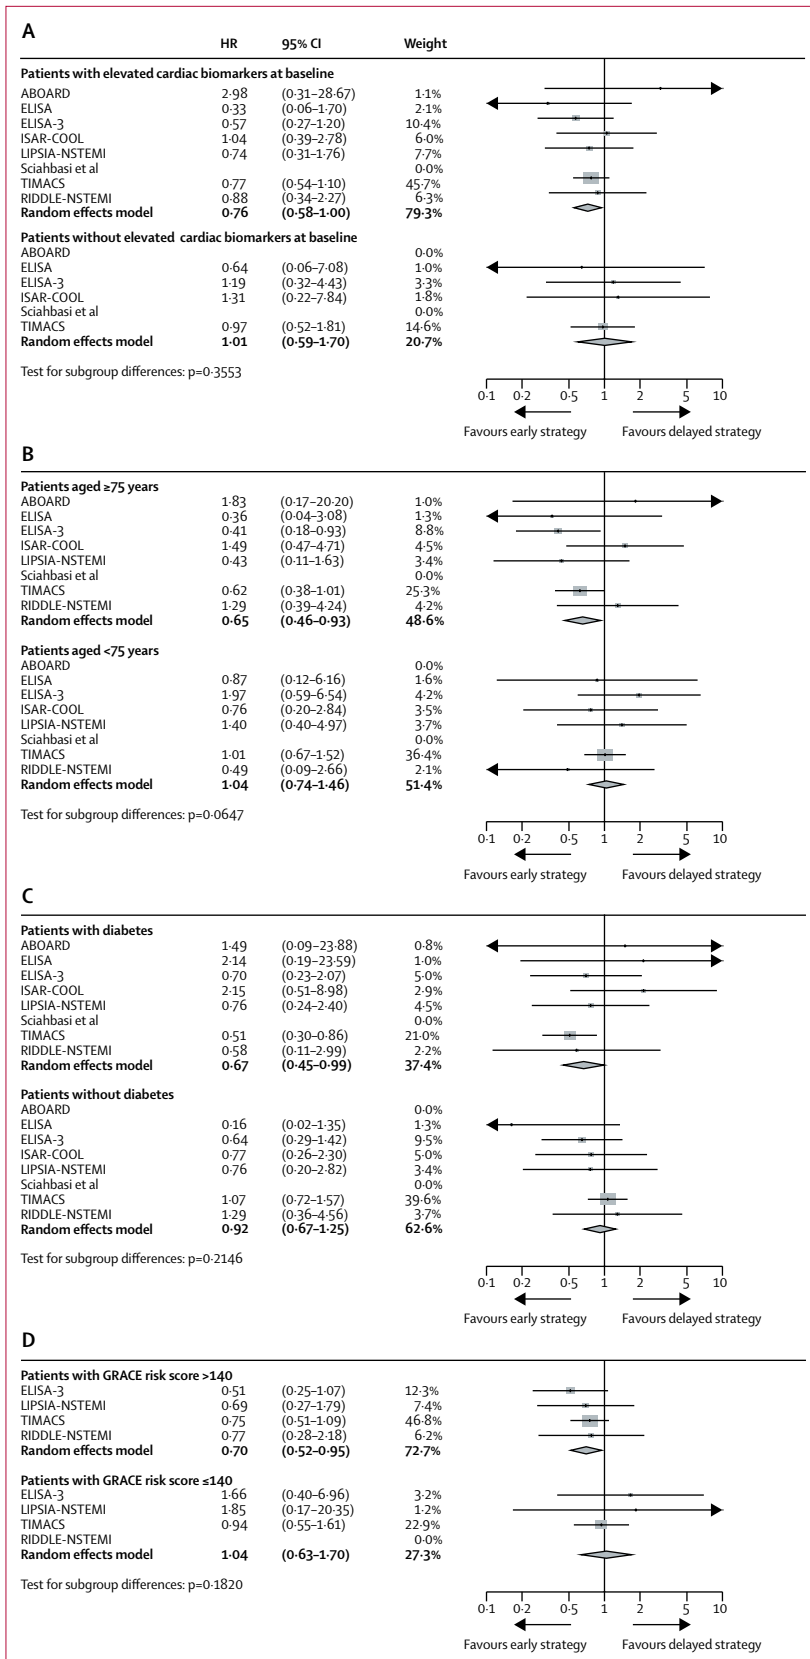 A
HR 95% CI Weight
Patients with elevated cardiac biomarkers at baseline
ABOARD 2·98 (0·31–28·67) 1·1%
ELISA 0·33 (0·06–1·70) 2·1%
ELISA-3 0·57 (0·27–1·20) 10·4%
ISAR-COOL 1·04 (0·39–2·78) 6·0%
LIPSIA-NSTEMI 0·74 (0·31–1·76) 7·7%
Sciahbasi et al 0·0%
TIMACS 0·77 (0·54–1·10) 45·7%
RIDDLE-NSTEMI 0·88 (0·34–2·27) 6·3%
Random effects model 0·76 (0·58–1·00) 79·3%
Patients without elevated cardiac biomarkers at baseline
ABOARD 0·0%
ELISA 0·64 (0·06–7·08) 1·0%
ELISA-3 1·19 (0·32–4·43) 3·3%
ISAR-COOL 1·31 (0·22–7·84) 1·8%
Sciahbasi et al 0·0%
TIMACS 0·97 (0·52–1·81) 14·6%
Random effects model 1·01 (0·59–1·70) 20·7%
Test for subgroup differences: p=0·3553
0·1 0·2 0·5 1 2 5 10
Favours early strategy Favours delayed strategy
B
Patients aged ≥75 years
ABOARD 1·83 (0·17–20·20) 1·0%
ELISA 0·36 (0·04–3·08) 1·3%
ELISA-3 0·41 (0·18–0·93) 8·8%
ISAR-COOL 1·49 (0·47–4·71) 4·5%
LIPSIA-NSTEMI 0·43 (0·11–1·63) 3·4%
Sciahbasi et al 0·0%
TIMACS 0·62 (0·38–1·01) 25·3%
RIDDLE-NSTEMI 1·29 (0·39–4·24) 4·2%
Random effects model 0·65 (0·46–0·93) 48·6%
Patients aged <75 years
ABOARD 0·0%
ELISA 0·87 (0·12–6·16) 1·6%
ELISA-3 1·97 (0·59–6·54) 4·2%
ISAR-COOL 0·76 (0·20–2·84) 3·5%
LIPSIA-NSTEMI 1·40 (0·40–4·97) 3·7%
Sciahbasi et al 0·0%
TIMACS 1·01 (0·67–1·52) 36·4%
RIDDLE-NSTEMI 0·49 (0·09–2·66) 2·1%
Random effects model 1·04 (0·74–1·46) 51·4%
Test for subgroup differences: p=0·0647
0·1 0·2 0·5 1 2 5 10
Favours early strategy Favours delayed strategy
C
Patients with diabetes
ABOARD 1·49 (0·09–23·88) 0·8%
ELISA 2·14 (0·19–23·59) 1·0%
ELISA-3 0·70 (0·23–2·07) 5·0%
ISAR-COOL 2·15 (0·51–8·98) 2·9%
LIPSIA-NSTEMI 0·76 (0·24–2·40) 4·5%
Sciahbasi et al 0·0%
TIMACS 0·51 (0·30–0·86) 21·0%
RIDDLE-NSTEMI 0·58 (0·11–2·99) 2·2%
Random effects model 0·67 (0·45–0·99) 37·4%
Patients without diabetes
ABOARD 0·0%
ELISA 0·16 (0·02–1·35) 1·3%
ELISA-3 0·64 (0·29–1·42) 9·5%
ISAR-COOL 0·77 (0·26–2·30) 5·0%
LIPSIA-NSTEMI 0·76 (0·20–2·82) 3·4%
Sciahbasi et al 0·0%
TIMACS 1·07 (0·72–1·57) 39·6%
RIDDLE-NSTEMI 1·29 (0·36–4·56) 3·7%
Random effects model 0·92 (0·67–1·25) 62·6%
Test for subgroup differences: p=0·2146
0·1 0·2 0·5 1 2 5 10
Favours early strategy Favours delayed strategy
D
Patients with GRACE risk score >140
ELISA-3 0·51 (0·25–1·07) 12·3%
LIPSIA-NSTEMI 0·69 (0·27–1·79) 7·4%
TIMACS 0·75 (0·51–1·09) 46·8%
RIDDLE-NSTEMI 0·77 (0·28–2·18) 6·2%
Random effects model 0·70 (0·52–0·95) 72·7%
Patients with GRACE risk score ≤140
ELISA-3 1·66 (0·40–6·96) 3·2%
LIPSIA-NSTEMI 1·85 (0·17–20·35) 1·2%
TIMACS 0·94 (0·55–1·61) 22·9%
RIDDLE-NSTEMI 0·0%
Random effects model 1·04 (0·63–1·70) 27·3%
Test for subgroup differences: p=0·1820
0·1 0·2 0·5 1 2 5 10
Favours early strategy Favours delayed strategy